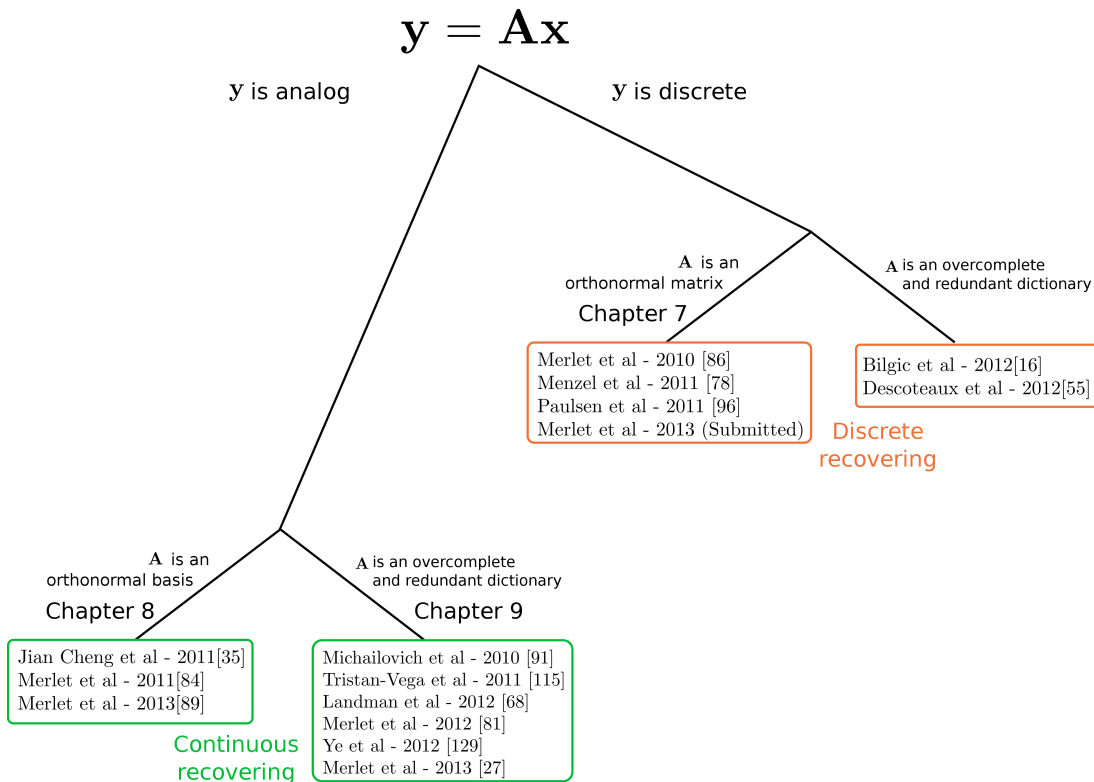 y = Ax
y is analog
y is discrete
A is an
orthonormal matrix
Chapter 7
A is an overcomplete
and redundant dictionary
Merlet et al - 2010 [86]
Menzel et al - 2011 [78]
Paulsen et al - 2011 [96]
Merlet et al - 2013 (Submitted)
Bilgic et al - 2012[16]
Descoteaux et al - 2012[55]
Discrete
recovering
A is an
orthonormal basis
Chapter 8
A is an overcomplete
and redundant dictionary
Chapter 9
Jian Cheng et al - 2011[35]
Merlet et al - 2011[84]
Merlet et al - 2013[89]
Michailovich et al - 2010 [91]
Tristan-Vega et al - 2011 [115]
Landman et al - 2012 [68]
Merlet et al - 2012 [81]
Ye et al - 2012 [129]
Merlet et al - 2013 [27]
Continuous
recovering